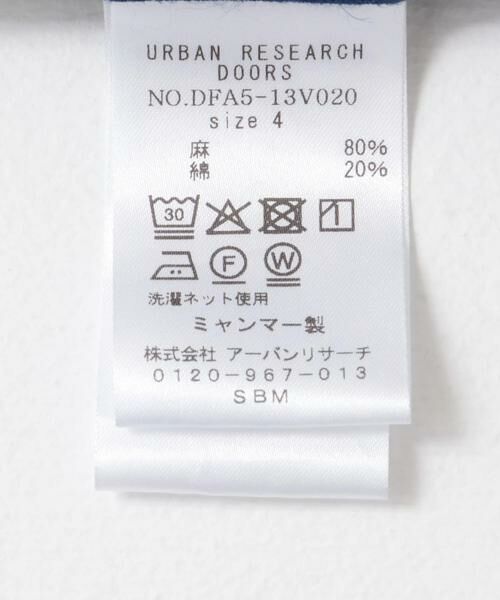 URBAN RESEARCH
DOORS
NO.DFA5-13V020
size 4
麻 80%
綿 20%
30
F W
洗濯ネット使用
ミャンマー製
株式会社 アーバンリサーチ
0120-967-013
SBM